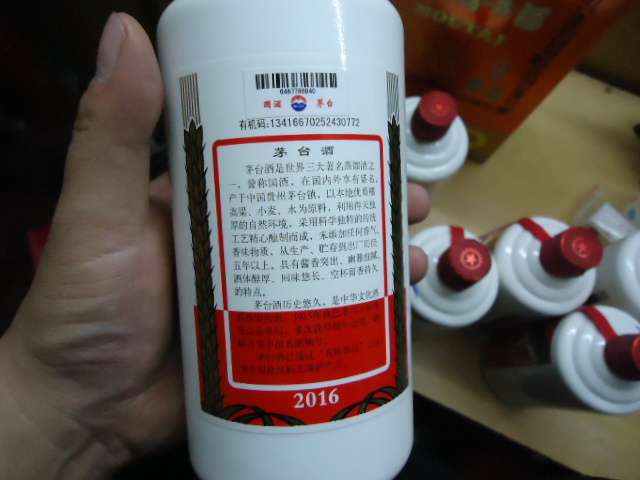 MOUTAI
0467786940
國酒 茅台
有机码:13416670252430772
茅台酒
茅台酒是世界三大著名蒸馏酒之
一，誉称国酒。在国内外享有盛名，
产于中国贵州茅台镇，以本地优质糯
高粱、小麦、水为原料，利用得天独
厚的自然环境，采用科学独特的传统
工艺精心酿制而成，未添加任何香气、
香味物质。从生产、贮存到出厂历经
五年以上。具有酱香突出、幽雅细腻、
酒体醇厚、回味悠长、空杯留香持久
的特点。
茅台酒历史悠久，是中华文化酒
2016